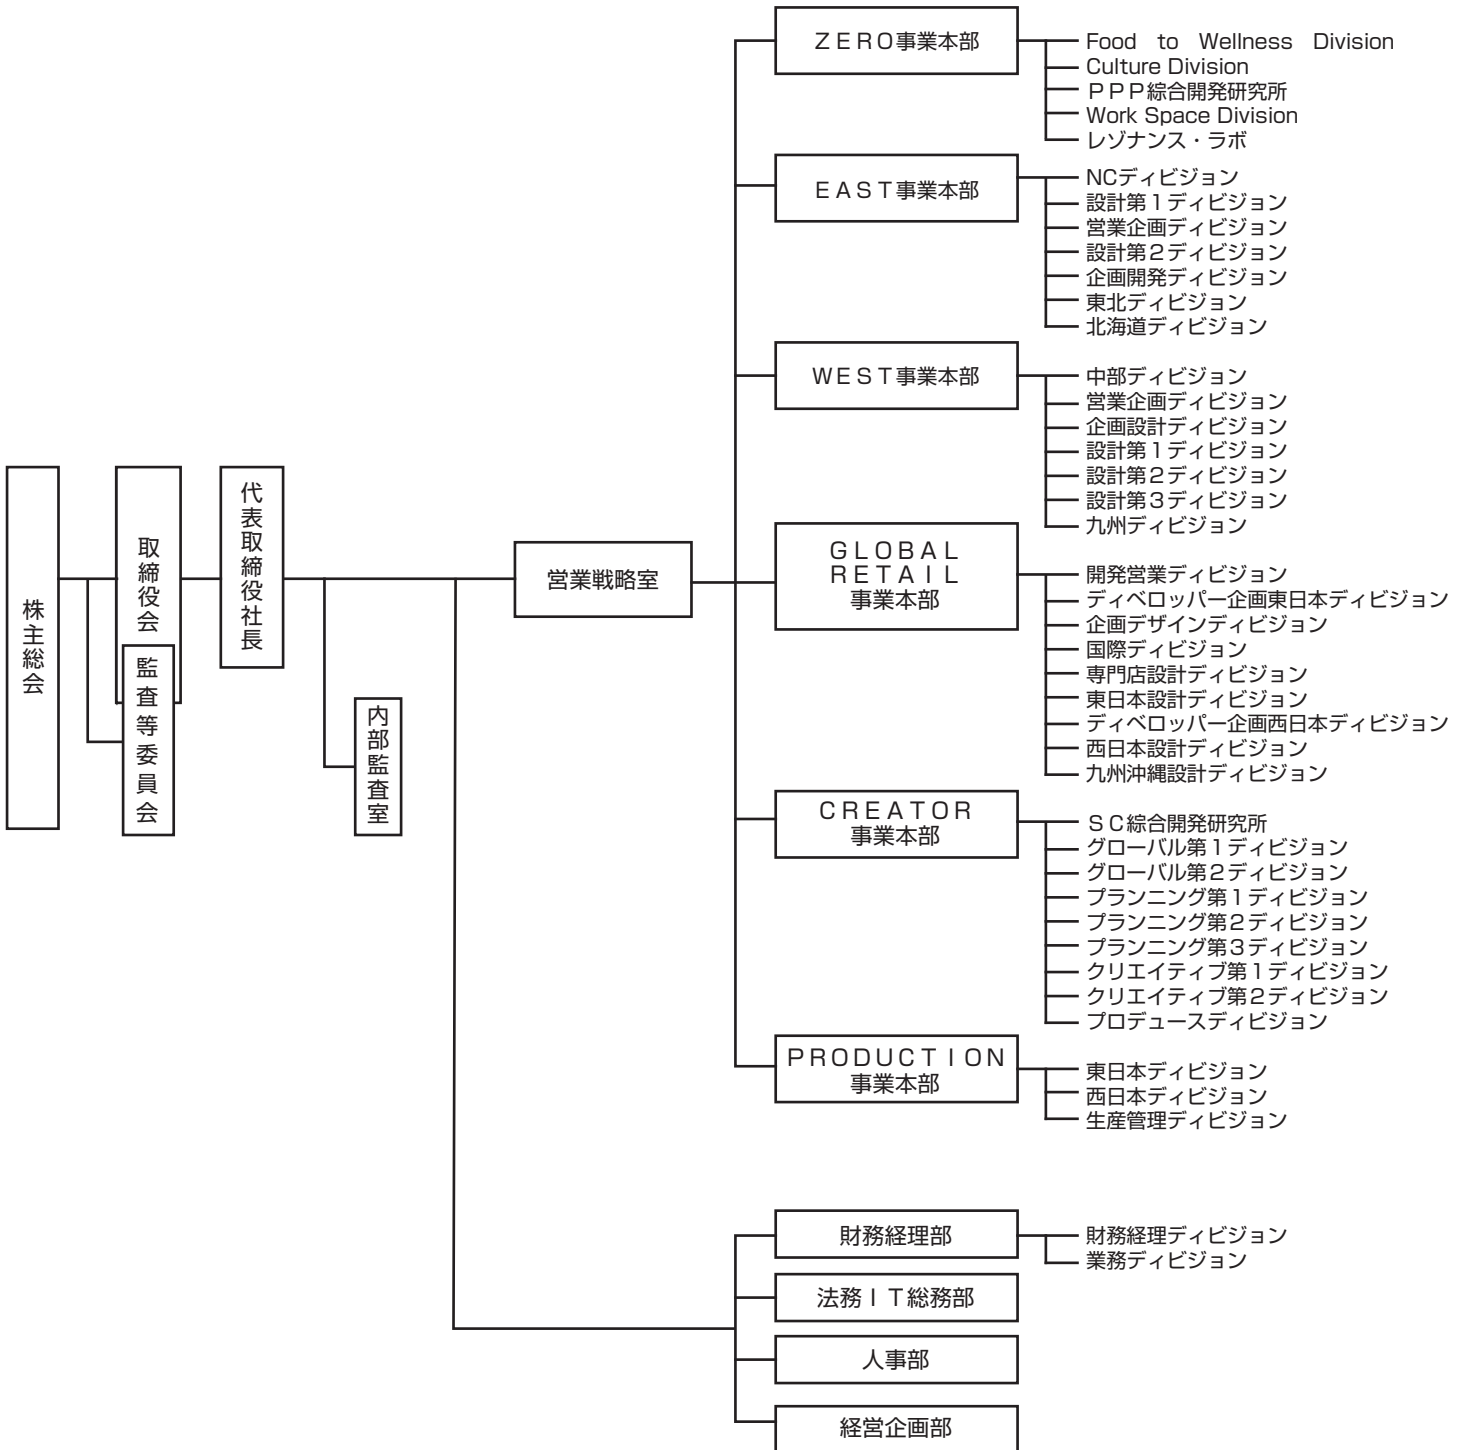 株主総会
取締役会
監査等委員会
代表取締役社長
内部監査室
営業戦略室
ＺＥＲＯ事業本部
Food to Wellness Division
Culture Division
ＰＰＰ綜合開発研究所
Work Space Division
レゾナンス・ラボ
ＥＡＳＴ事業本部
NCディビジョン
設計第１ディビジョン
営業企画ディビジョン
設計第２ディビジョン
企画開発ディビジョン
東北ディビジョン
北海道ディビジョン
ＷＥＳＴ事業本部
中部ディビジョン
営業企画ディビジョン
企画設計ディビジョン
設計第１ディビジョン
設計第２ディビジョン
設計第３ディビジョン
九州ディビジョン
ＧＬＯＢＡＬ
ＲＥＴＡＩＬ
事業本部
開発営業ディビジョン
ディベロッパー企画東日本ディビジョン
企画デザインディビジョン
国際ディビジョン
専門店設計ディビジョン
東日本設計ディビジョン
ディベロッパー企画西日本ディビジョン
西日本設計ディビジョン
九州沖縄設計ディビジョン
ＣＲＥＡＴＯＲ
事業本部
ＳＣ綜合開発研究所
グローバル第１ディビジョン
グローバル第２ディビジョン
プランニング第１ディビジョン
プランニング第２ディビジョン
プランニング第３ディビジョン
クリエイティブ第１ディビジョン
クリエイティブ第２ディビジョン
プロデュースディビジョン
ＰＲＯＤＵＣＴＩＯＮ
事業本部
東日本ディビジョン
西日本ディビジョン
生産管理ディビジョン
財務経理部
財務経理ディビジョン
業務ディビジョン
法務ＩＴ総務部
人事部
経営企画部